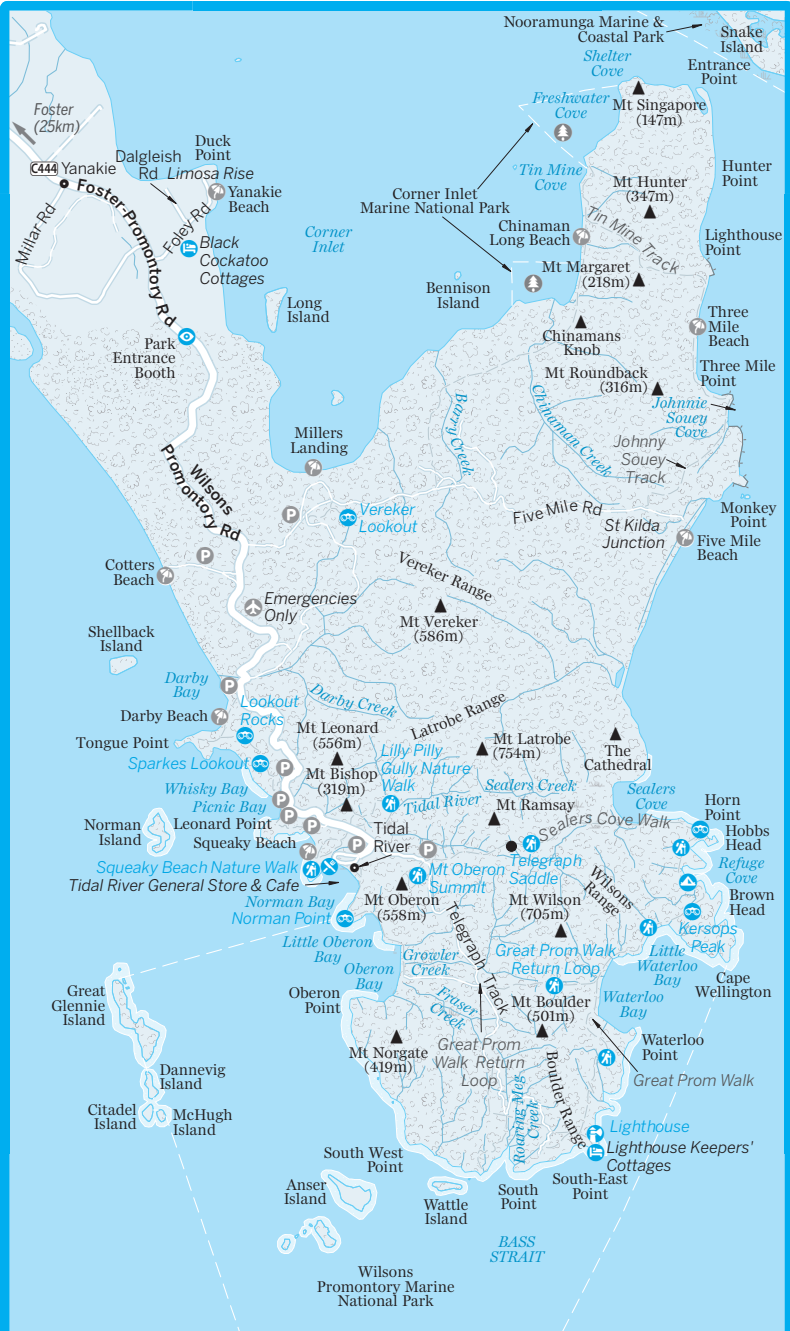 Nooramunga Marine &
Coastal Park
Snake
Island
Shelter
Cove
Entrance
Point
Freshwater
Cove
Mt Singapore
(147m)
Foster
(25km)
C444
Yanakie
Dalgleish
Rd
Duck
Point
Limosa Rise
Yanakie
Beach
Foster-Promontory Rd
Millar Rd
Foley Rd
Black
Cockatoo
Cottages
Corner
Inlet
Corner Inlet
Marine National Park
Tin Mine
Cove
Hunter
Point
Mt Hunter
(347m)
Tin Mine Track
Chinaman
Long Beach
Lighthouse
Point
Mt Margaret
(218m)
Bennison
Island
Long
Island
Park
Entrance
Booth
Chinamans
Knob
Three
Mile
Beach
Mt Roundback
(316m)
Three Mile
Point
Johnnie
Souey
Cove
Barry Creek
Chinaman Creek
Johnny
Souey
Track
Millers
Landing
Wilsons
Promontory Rd
P
Vereker
Lookout
Five Mile Rd
St Kilda
Junction
Monkey
Point
Five Mile
Beach
P
Cotters
Beach
Vereker Range
Emergencies
Only
Mt Vereker
(586m)
Shellback
Island
Darby
Bay
P
Darby Creek
Latrobe Range
Lookout
Rocks
Darby Beach
Tongue Point
Mt Leonard
(556m)
Lilly Pilly
Gully Nature
Walk
Mt Latrobe
(754m)
The
Cathedral
Sparkes Lookout
P
Mt Bishop
(319m)
Whisky Bay
P
Picnic Bay
P
Tidal River
Sealers Creek
Sealers
Cove
Mt Ramsay
Sealers Cove Walk
Horn
Point
Hobbs
Head
Norman
Island
Leonard Point
P
Squeaky Beach
Tidal
River
P
P
Refuge
Cove
Squeaky Beach Nature Walk
Tidal River General Store & Cafe
Mt Oberon
Summit
Telegraph
Saddle
Mt Oberon
(558m)
Mt Wilson
(705m)
Wilsons
Range
Brown
Head
Norman Bay
Norman Point
Kersops
Peak
Little Oberon
Bay
Telegraph Track
Growler
Creek
Great Prom Walk
Return Loop
Little
Waterloo
Bay
Oberon
Bay
Cape
Wellington
Great
Glennie
Island
Oberon
Point
Fraser
Creek
Mt Boulder
(501m)
Waterloo
Bay
Mt Norgate
(419m)
Great Prom
Walk Return
Loop
Waterloo
Point
Boulder Range
Great Prom Walk
Dannevig
Island
Citadel
Island
McHugh
Island
Roaring Meg
Creek
Lighthouse
Lighthouse Keepers'
Cottages
South West
Point
South-East
Point
Anser
Island
Wattle
Island
South
Point
BASS
STRAIT
Wilsons
Promontory Marine
National Park